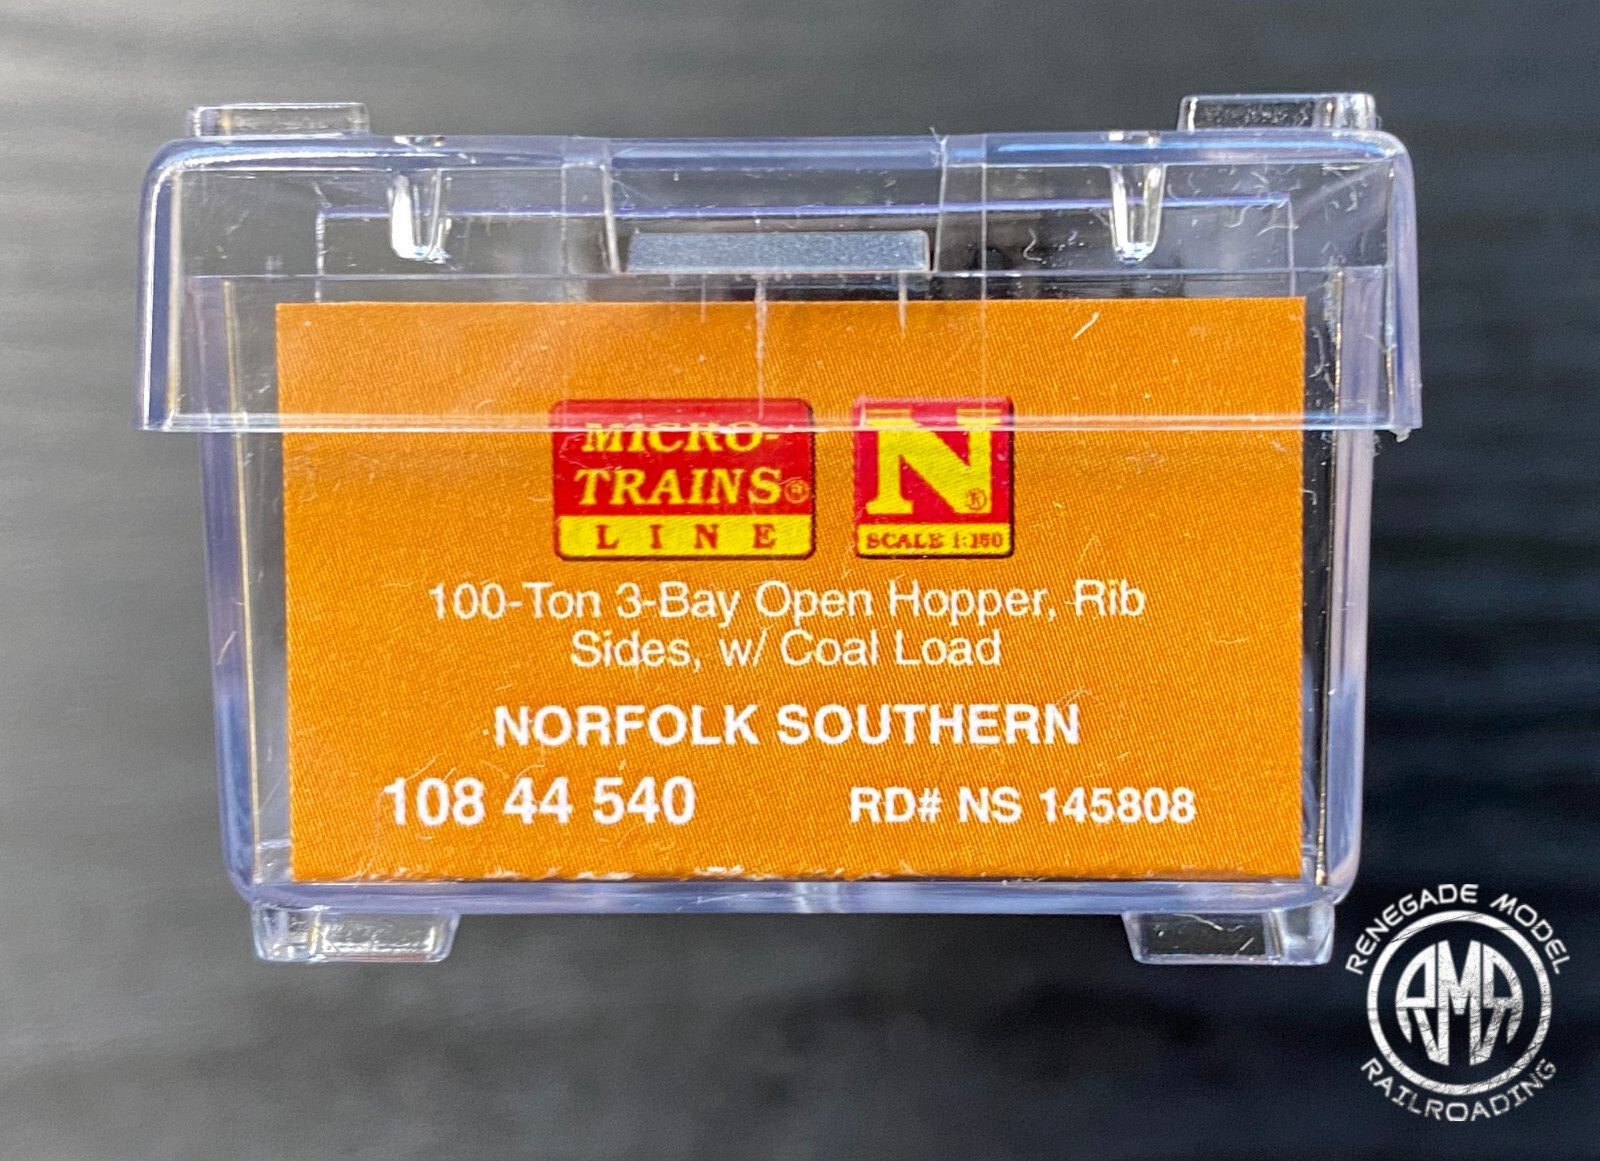 MICRO-
TRAINS®
LINE
N®
SCALE 1:160
100-Ton 3-Bay Open Hopper, Rib
Sides, w/ Coal Load
NORFOLK SOUTHERN
108 44 540 RD# NS 145808
RENEGADE MODEL
RMR
RAILROADING